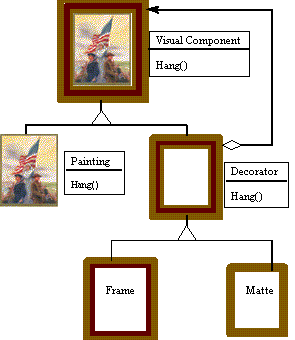 Visual Component
Hang()
Painting
Hang()
Decorator
Hang()
Frame
Matte